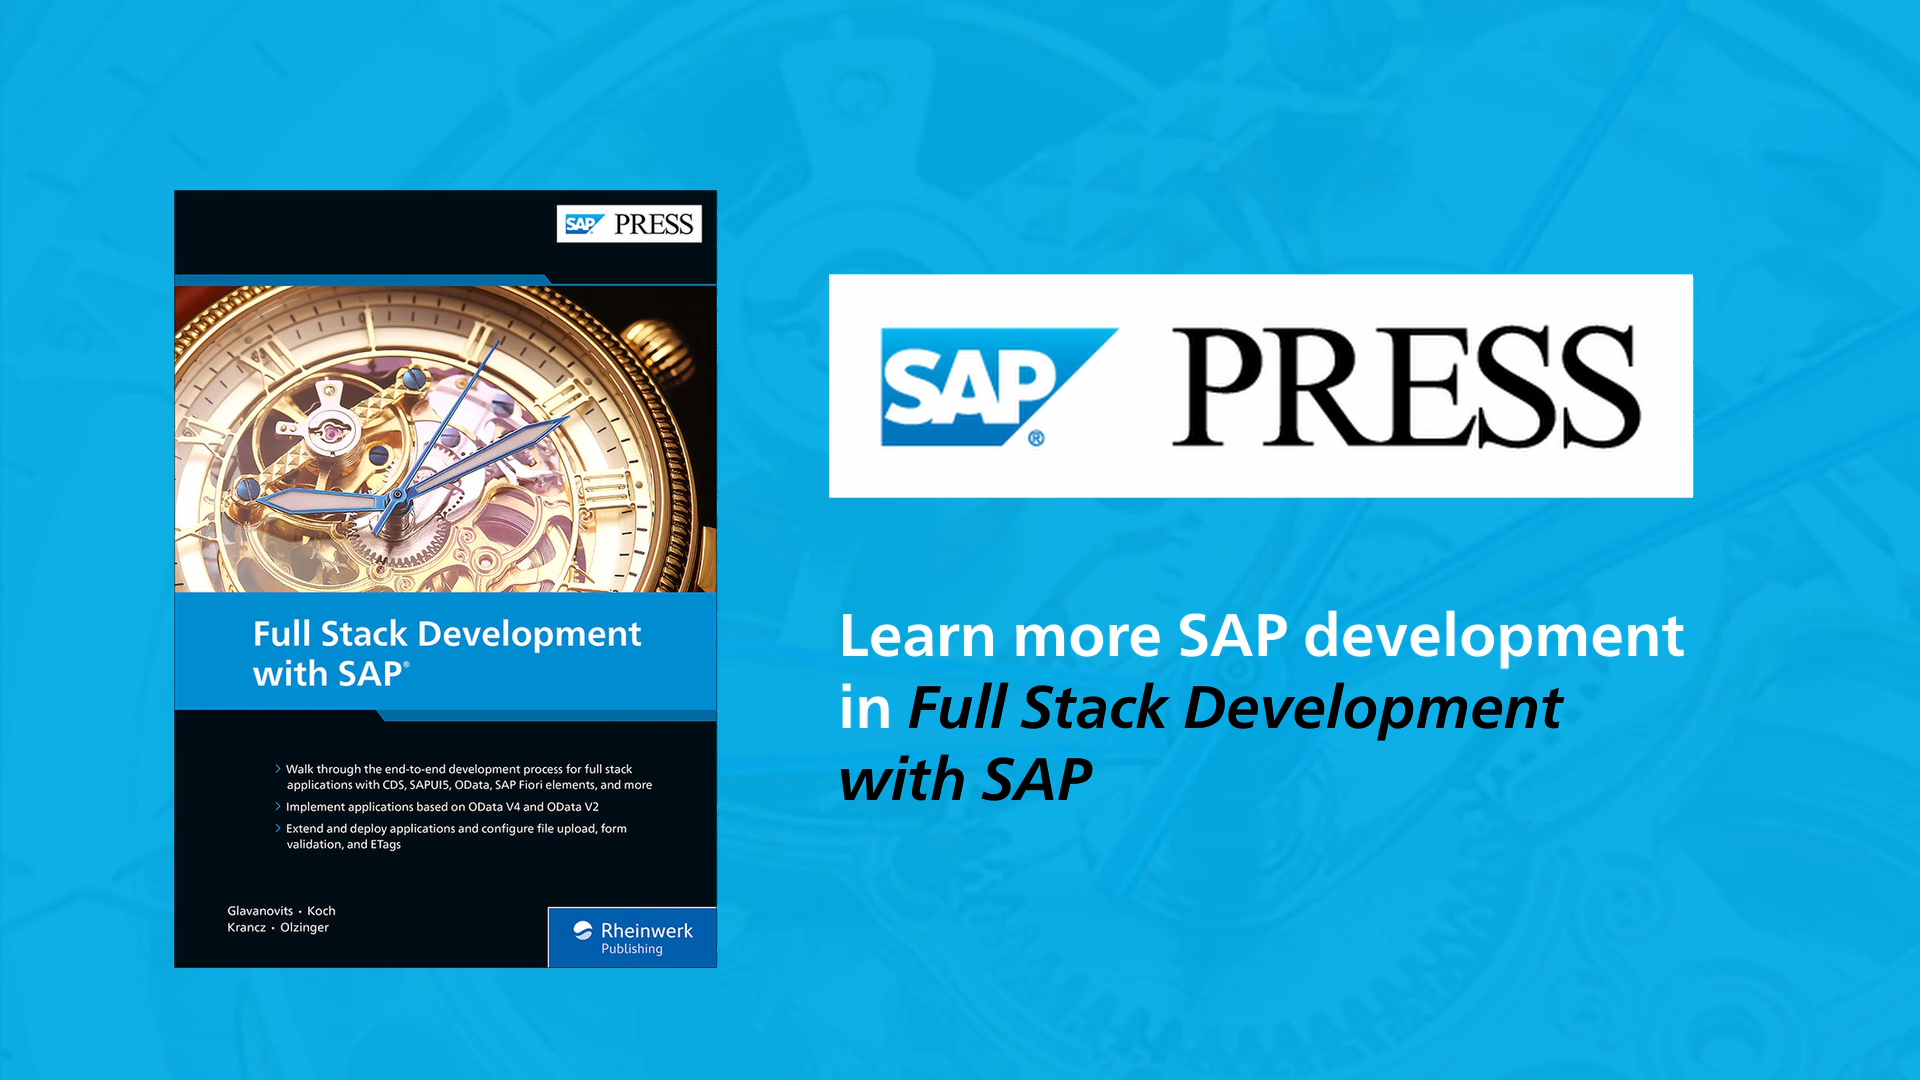 SAP® PRESS
Full Stack Development
with SAP®
> Walk through the end-to-end development process for full stack
applications with CDS, SAPUI5, OData, SAP Fiori elements, and more
> Implement applications based on OData V4 and OData V2
> Extend and deploy applications and configure file upload, form
validation, and ETags
Glavanovits • Koch
Krancz • Olzinger
Rheinwerk
Publishing
SAP® PRESS
Learn more SAP development
in Full Stack Development
with SAP